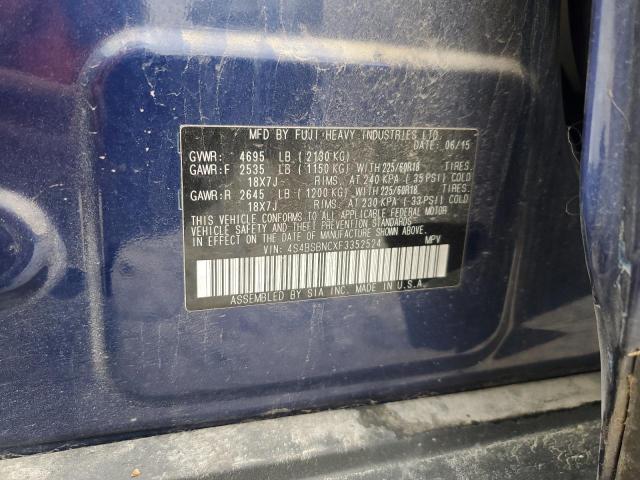 MFD BY FUJI HEAVY INDUSTRIES LTD.
DATE: 06/15
GVWR: 4695 LB (2130 KG)
GAWR:F 2535 LB (1150 KG) WITH 225/60R18 TIRES.
18X7J RIMS, AT 240 KPA (35 PSI) COLD
GAWR:R 2645 LB (1200 KG) WITH 225/60R18 TIRES.
18X7J RIMS, AT 230 KPA (33 PSI) COLD
THIS VEHICLE CONFORMS TO ALL APPLICABLE FEDERAL MOTOR
VEHICLE SAFETY AND BUMPER STANDARDS
IN EFFECT ON THE DATE OF MANUFACTURE SHOWN ABOVE.
VIN: 4S4BSBNCXF3352524 MPV
ASSEMBLED BY SIA INC. MADE IN U.S.A.